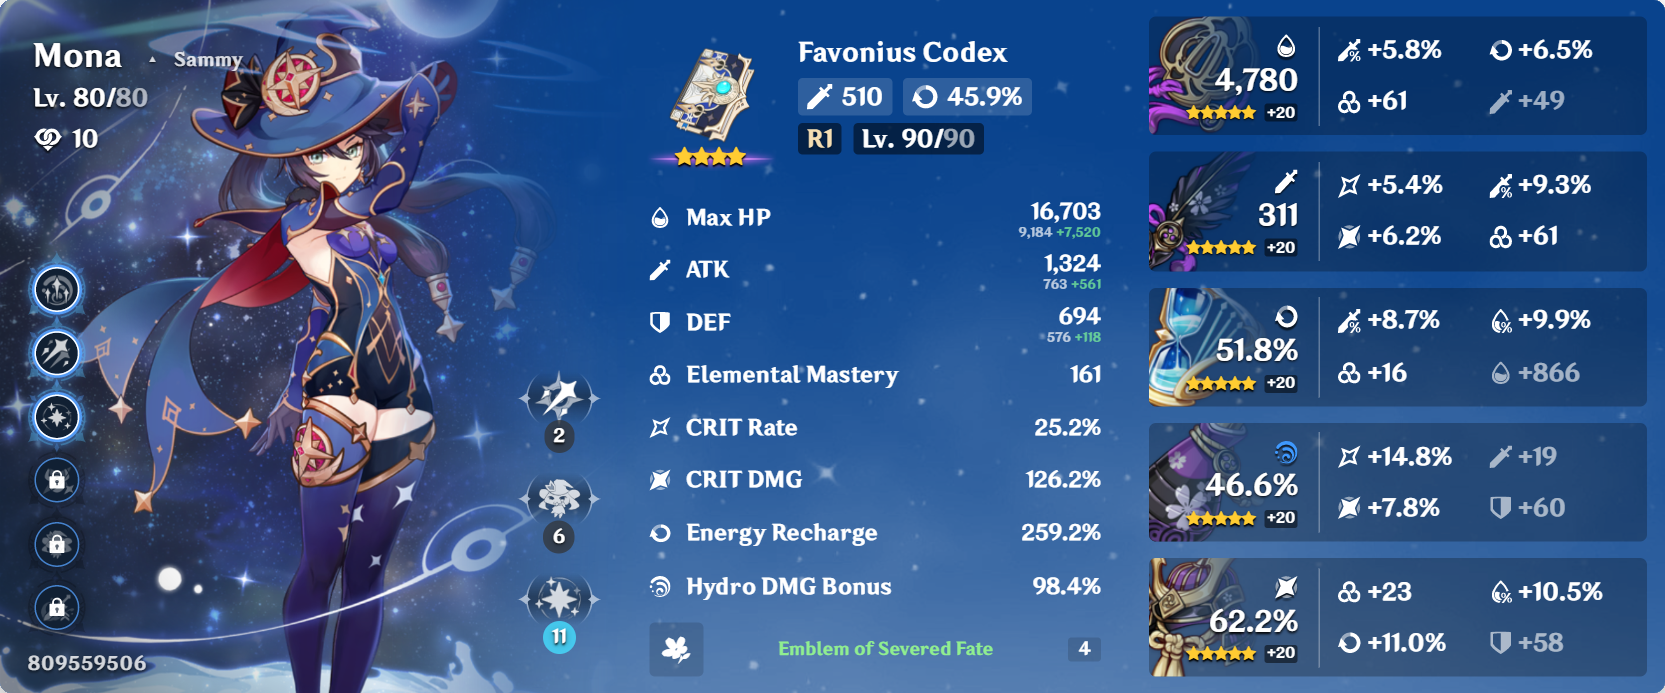 Mona ▲ Sammy
Lv. 80/80
10
2
6
11
809559506
Favonius Codex
510 45.9%
R1 Lv. 90/90
Max HP 16,703
9,184 +7,520
ATK 1,324
763 +561
DEF 694
576 +118
Elemental Mastery 161
CRIT Rate 25.2%
CRIT DMG 126.2%
Energy Recharge 259.2%
Hydro DMG Bonus 98.4%
Emblem of Severed Fate 4
4,780
+20
+5.8% +6.5%
+61 +49
311
+20
+5.4% +9.3%
+6.2% +61
51.8%
+20
+8.7% +9.9%
+16 +866
46.6%
+20
+14.8% +19
+7.8% +60
62.2%
+20
+23 +10.5%
+11.0% +58